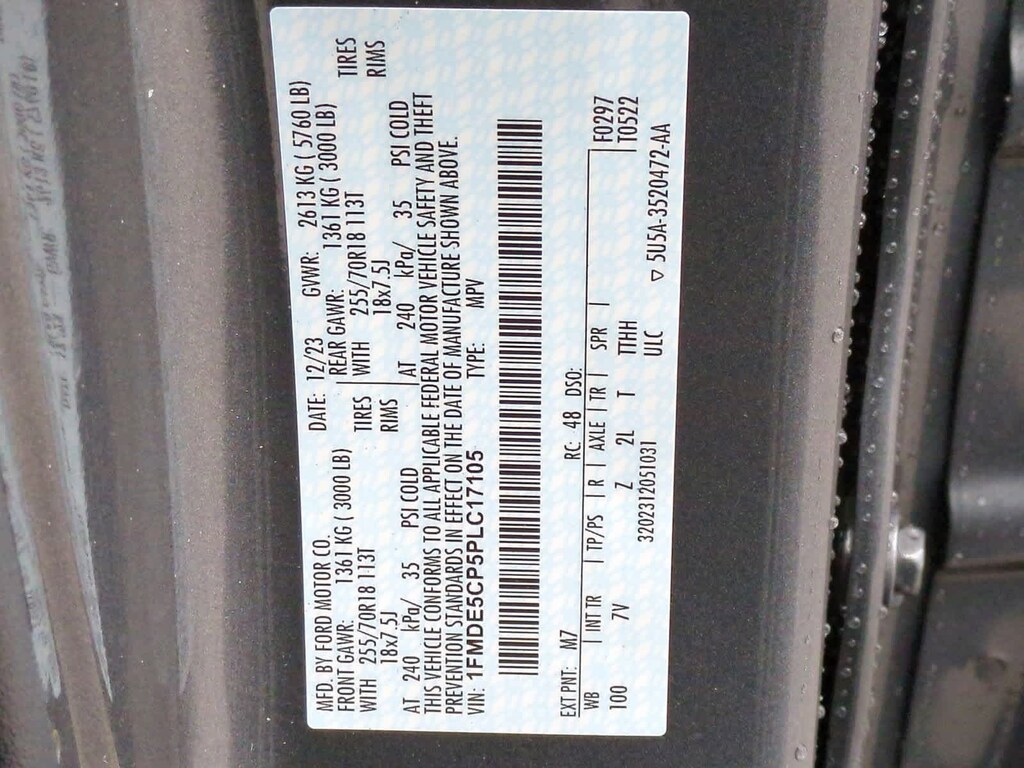 MFD. BY FORD MOTOR CO. DATE: 12/23 GVWR: 2613 KG ( 5760 LB)
FRONT GAWR: 1361 KG ( 3000 LB) REAR GAWR: 1361 KG ( 3000 LB)
WITH 255/70R18 113T TIRES WITH 255/70R18 113T TIRES
18x7.5J RIMS 18x7.5J RIMS
AT 240 kPa/ 35 PSI COLD AT 240 kPa/ 35 PSI COLD
THIS VEHICLE CONFORMS TO ALL APPLICABLE FEDERAL MOTOR VEHICLE SAFETY AND THEFT
PREVENTION STANDARDS IN EFFECT ON THE DATE OF MANUFACTURE SHOWN ABOVE.
VIN: 1FMDE5CP5PLC17105 TYPE: MPV
EXT PNT: M7 RC: 48 DSO:
WB | INT TR | TP/PS | R | AXLE | TR | SPR | F0297
100 7V Z 2L T TTHH T0522
3202312051031 ULC
▽ 5U5A-3520472-AA